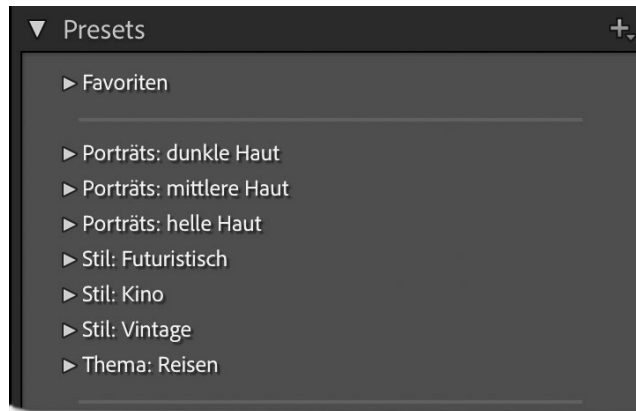 Presets
Favoriten
Porträts: dunkle Haut
Porträts: mittlere Haut
Porträts: helle Haut
Stil: Futuristisch
Stil: Kino
Stil: Vintage
Thema: Reisen